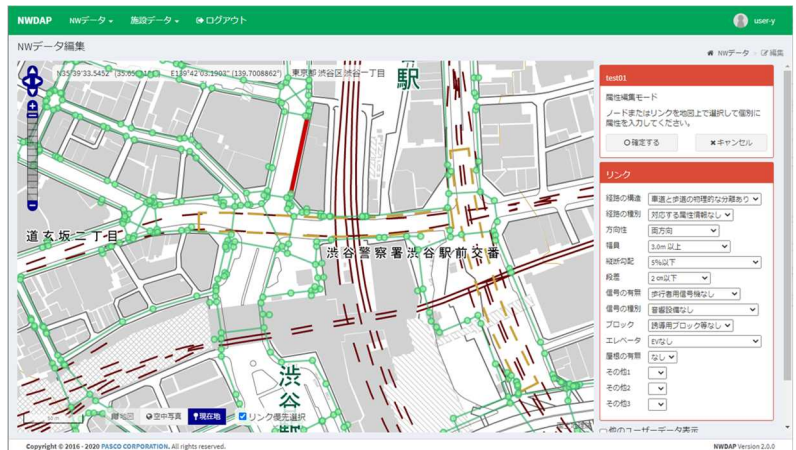 NWDAP NWデータ 施設データ ログアウト user-y
NWデータ編集
NWデータ 編集
N35°39'33.5452" E139°42'03.1903" (139.7008862°) 東京都 渋谷区 渋谷一丁目
駅
道玄坂二丁目
渋谷警察署渋谷駅前交番
渋谷
地図 空中写真 現在地 リンク優先選択
test01
属性編集モード
ノードまたはリンクを地図上で選択して個別に
属性を入力してください。
確定する キャンセル
リンク
経路の構造 車道と歩道の物理的な分離あり
経路の種別 対応する属性情報なし
方向性 両方向
幅員 3.0m 以上
縦断勾配 5%以下
段差 2㎝以下
信号の有無 歩行者用信号機なし
信号の種別 音響設備なし
ブロック 誘導用ブロック等なし
エレベータ EVなし
屋根の有無 なし
その他1
その他2
その他3
他のユーザーデータ表示
Copyright © 2016 - 2020 PASCO CORPORATION. All rights reserved.
NWDAP Version 2.0.0